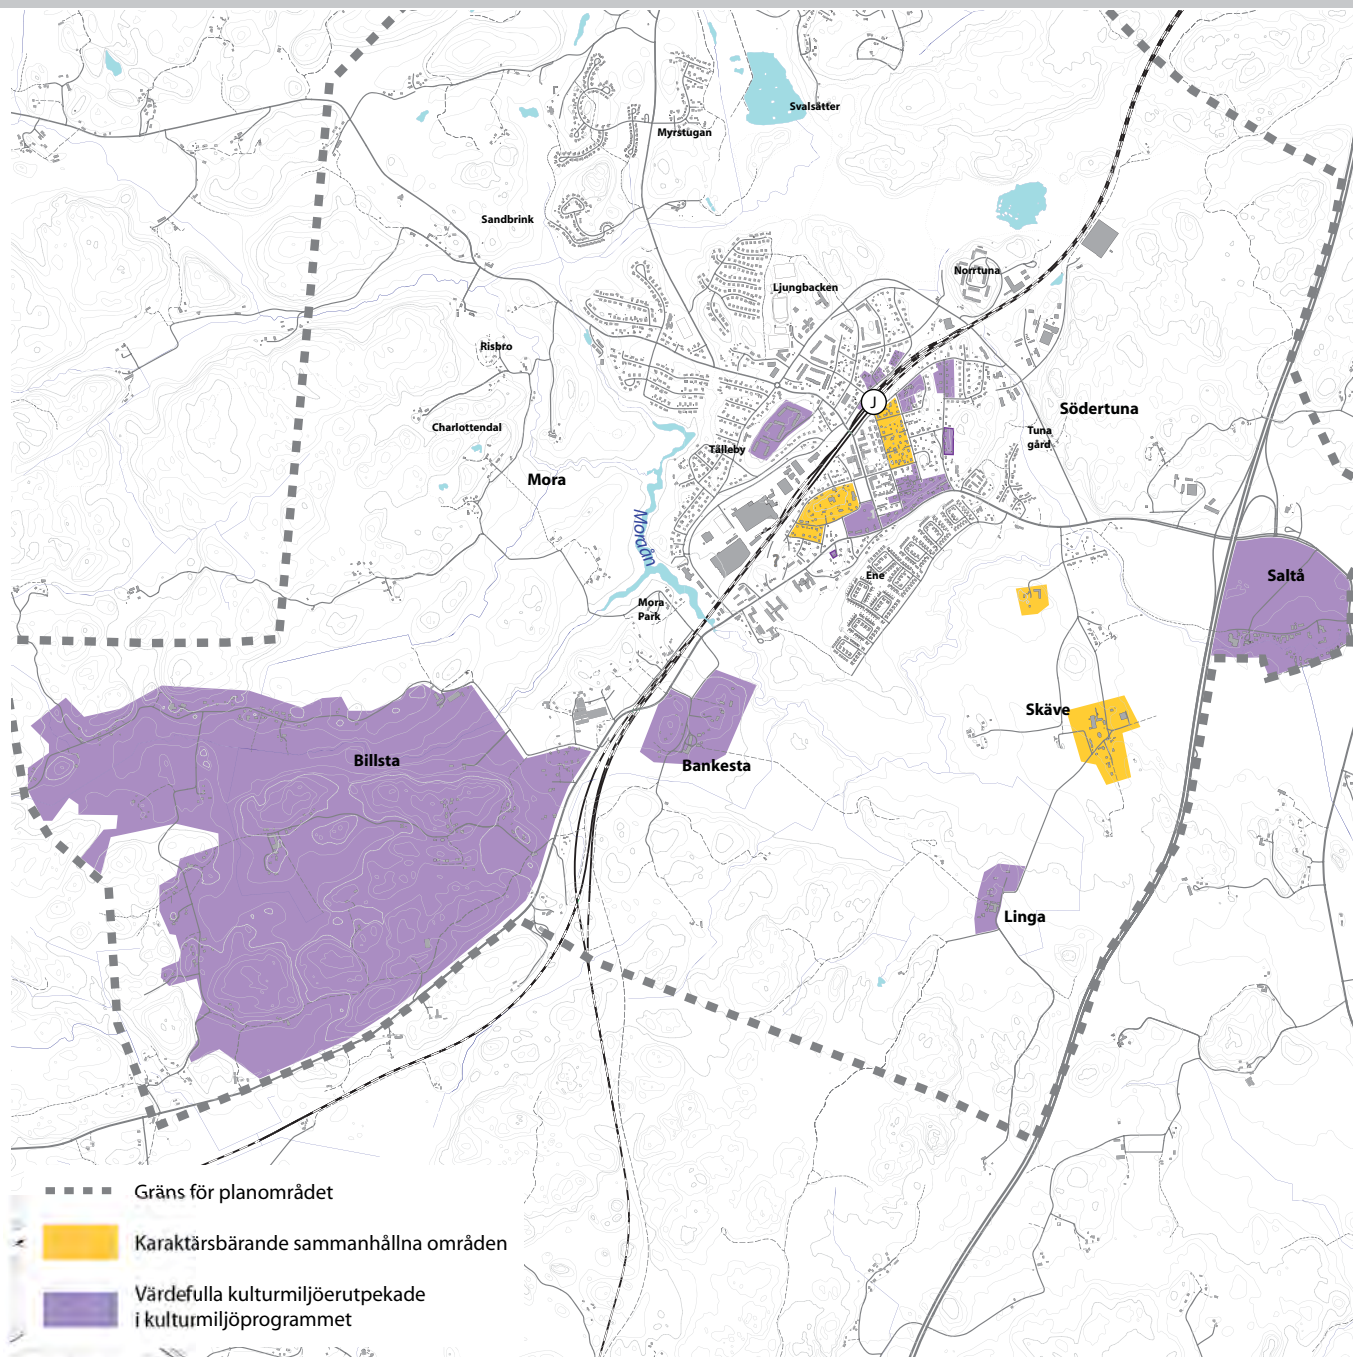 Svalsätter
Myrstugan
Sandbrink
Norrtuna
Ljungbacken
Risbro
Södertuna
Charlottendal
Tuna
gård
Tälleby
Mora
J
Moraån
Ene
Saltå
Mora
Park
Skäve
Billsta
Bankesta
Linga
Gräns för planområdet
Karaktärsbärande sammanhållna områden
Värdefulla kulturmiljöerutpekade
i kulturmiljöprogrammet